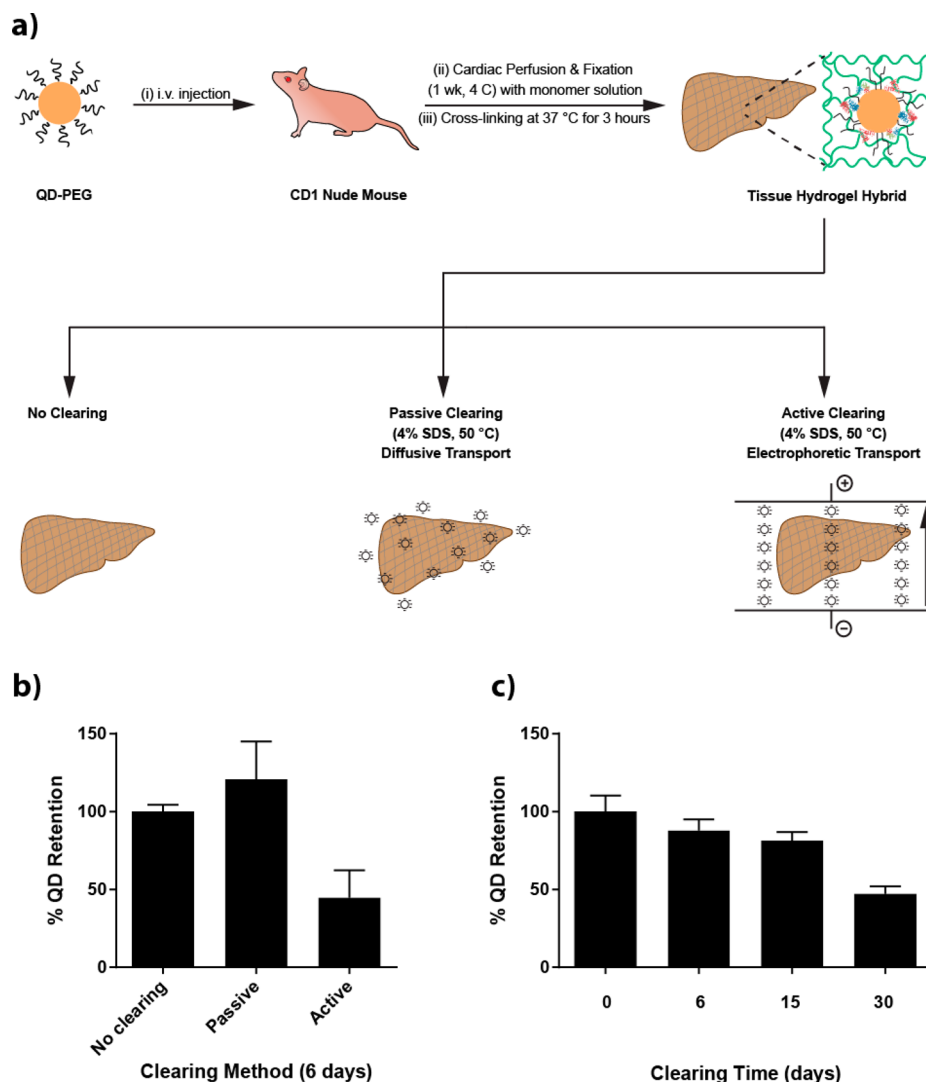 a)
(i) i.v. injection
(ii) Cardiac Perfusion & Fixation
(1 wk, 4 C) with monomer solution
(iii) Cross-linking at 37 °C for 3 hours
QD-PEG
CD1 Nude Mouse
Tissue Hydrogel Hybrid
No Clearing
Passive Clearing
(4% SDS, 50 °C)
Diffusive Transport
Active Clearing
(4% SDS, 50 °C)
Electrophoretic Transport
+
−
b)
% QD Retention
150
100
50
0
No clearing
Passive
Active
Clearing Method (6 days)
c)
% QD Retention
150
100
50
0
0 6 15 30
Clearing Time (days)